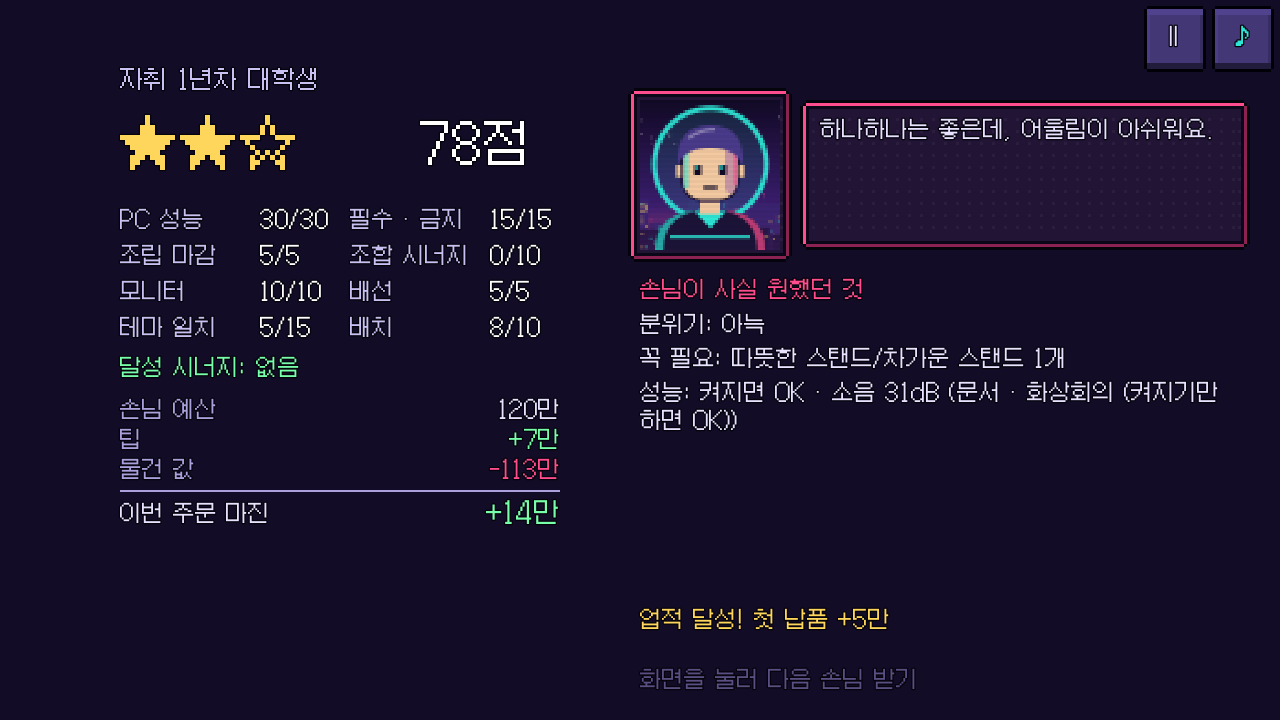 자취 1년차 대학생
78점
PC 성능 30/30 필수 · 금지 15/15
조립 마감 5/5 조합 시너지 0/10
모니터 10/10 배선 5/5
테마 일치 5/15 배치 8/10
달성 시너지: 없음
손님 예산 120만
팁 +7만
물건 값 -113만
이번 주문 마진 +14만
하나하나는 좋은데, 어울림이 아쉬워요.
손님이 사실 원했던 것
분위기: 아늑
꼭 필요: 따뜻한 스탠드/차가운 스탠드 1개
성능: 켜지면 OK · 소음 31dB (문서 · 화상회의 (켜지기만
하면 OK))
업적 달성! 첫 납품 +5만
화면을 눌러 다음 손님 받기